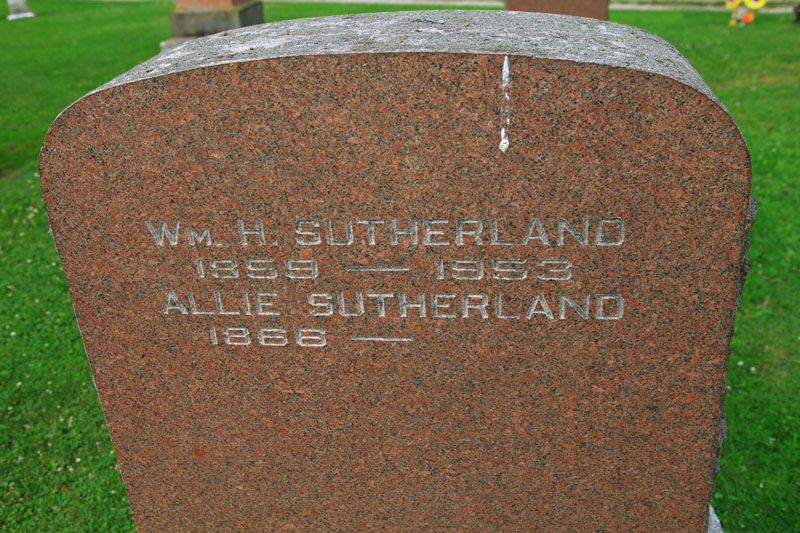 Wm. H. SUTHERLAND
1859 — 1953
ALLIE SUTHERLAND
1866 —